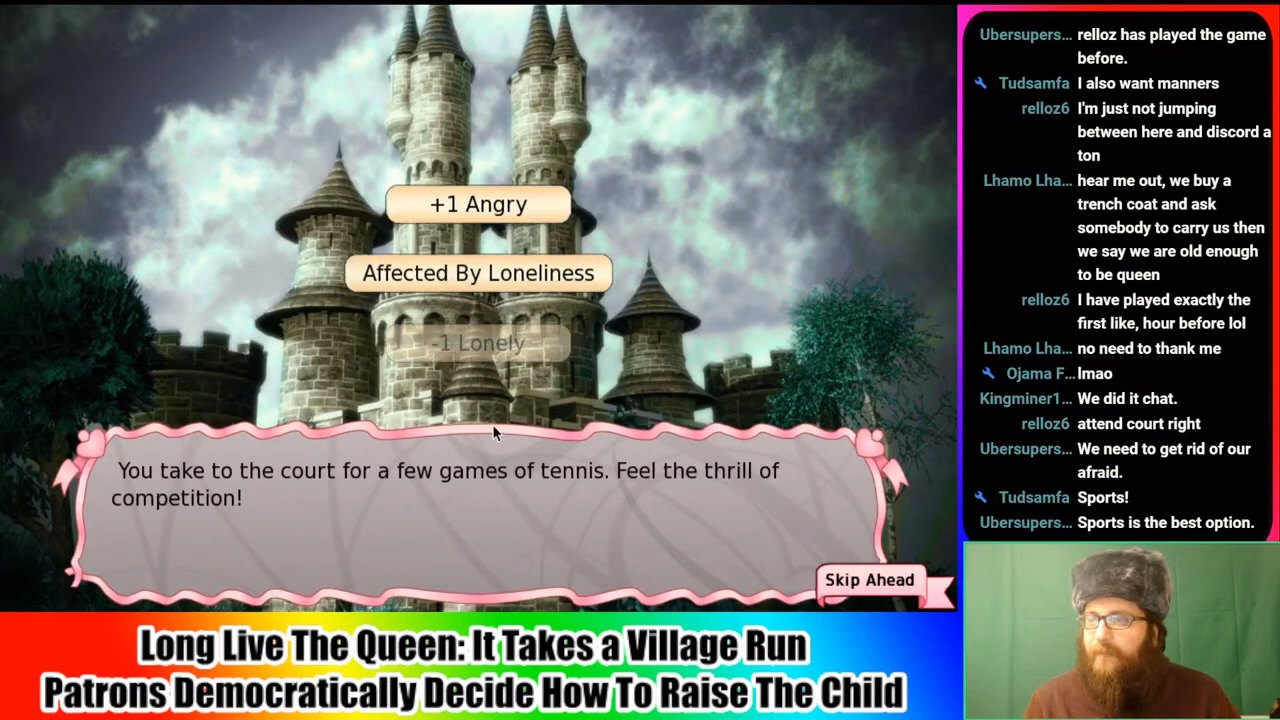 +1 Angry
Affected By Loneliness
-1 Lonely
You take to the court for a few games of tennis. Feel the thrill of
competition!
Skip Ahead
Long Live The Queen: It Takes a Village Run
Patrons Democratically Decide How To Raise The Child
Ubersupers... relloz has played the game
before.
Tudsamfa I also want manners
relloz6 I'm just not jumping
between here and discord a
ton
Lhamo Lha... hear me out, we buy a
trench coat and ask
somebody to carry us then
we say we are old enough
to be queen
relloz6 I have played exactly the
first like, hour before lol
Lhamo Lha... no need to thank me
Ojama F... lmao
Kingminer1... We did it chat.
relloz6 attend court right
Ubersupers... We need to get rid of our
afraid.
Tudsamfa Sports!
Ubersupers... Sports is the best option.